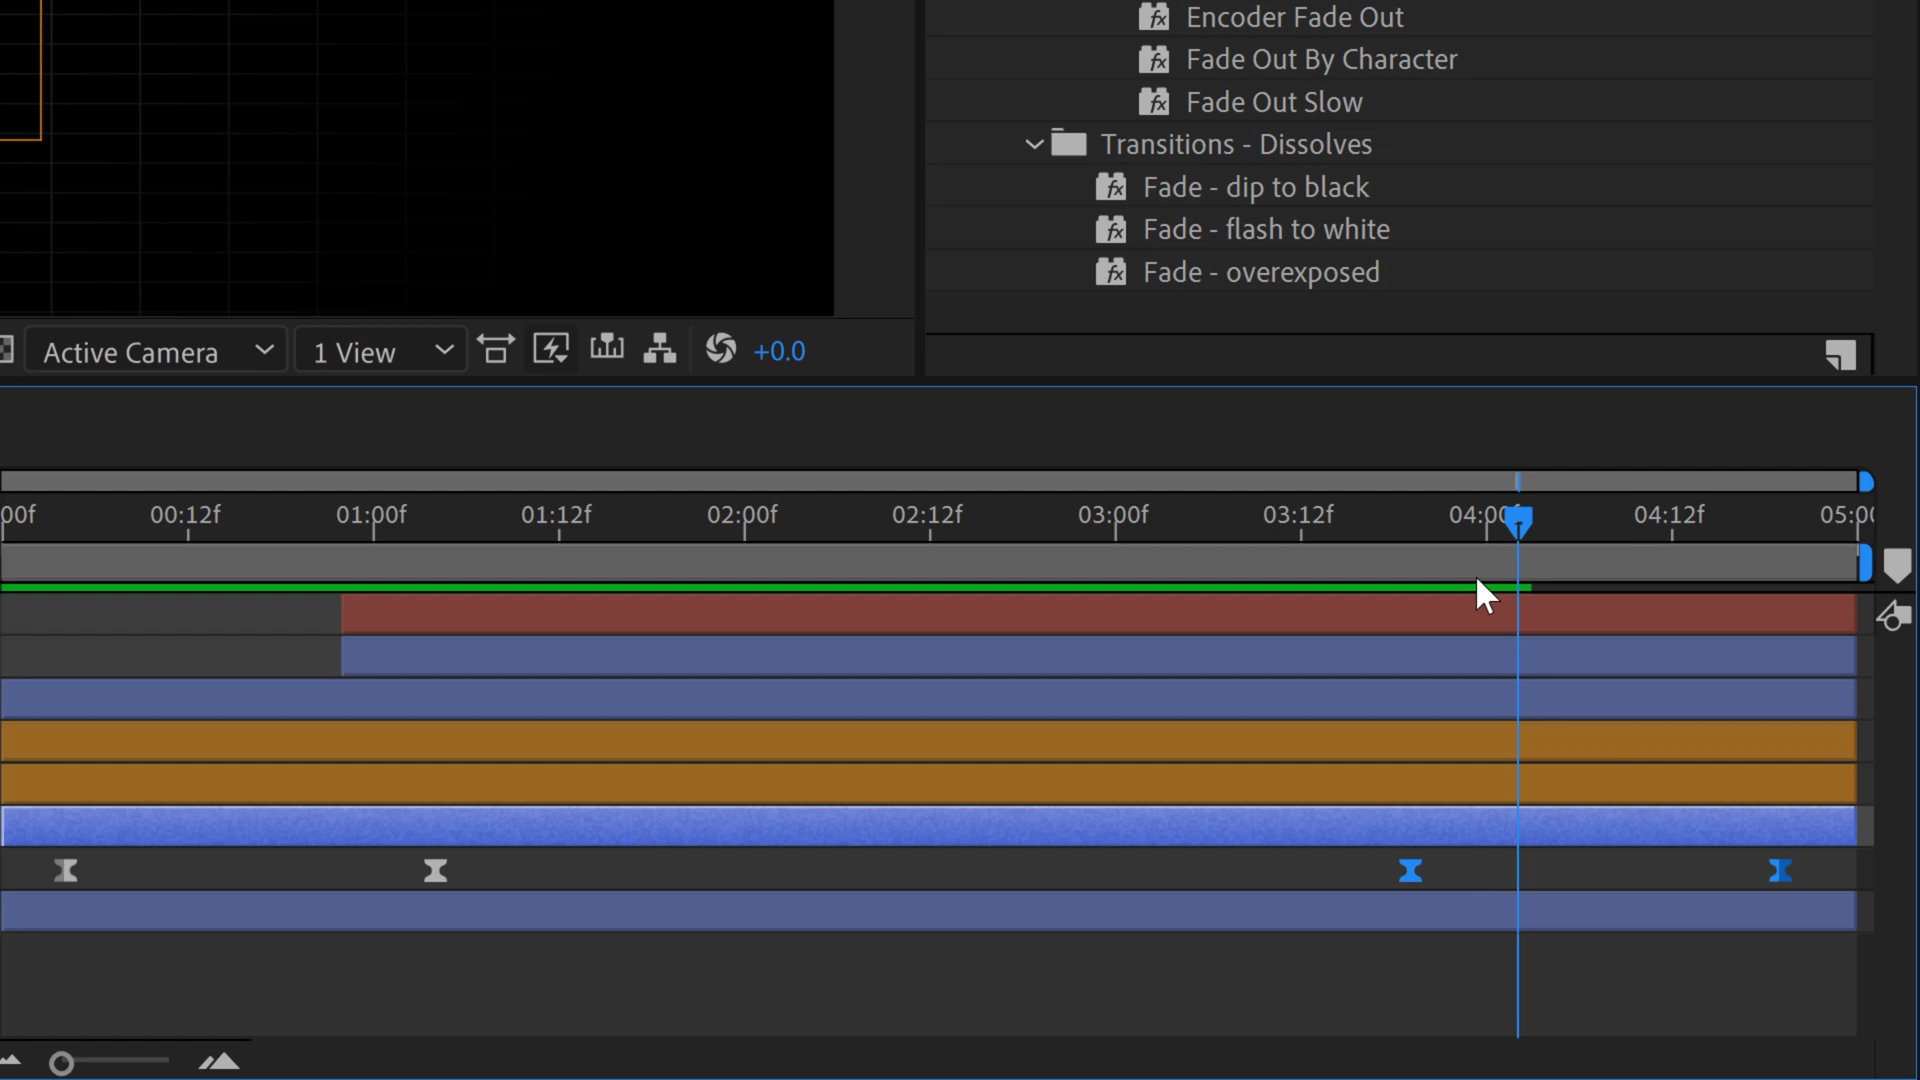 Encoder Fade Out
Fade Out By Character
Fade Out Slow
Transitions - Dissolves
Fade - dip to black
Fade - flash to white
Fade - overexposed
Active Camera
1 View
+0.0
00f 00:12f 01:00f 01:12f 02:00f 02:12f 03:00f 03:12f 04:00f 04:12f 05:00